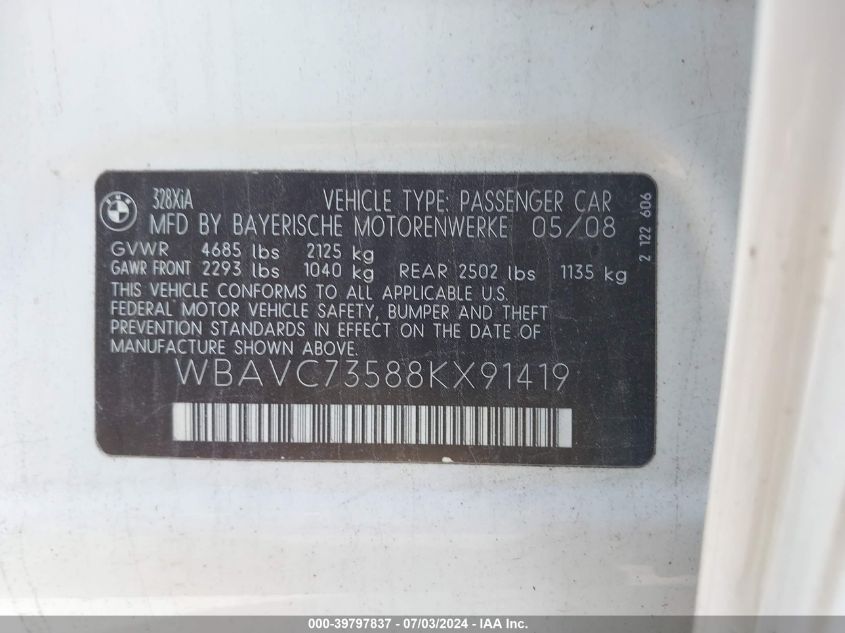 328XiA VEHICLE TYPE: PASSENGER CAR
MFD BY BAYERISCHE MOTORENWERKE 05/08
GVWR 4685 lbs 2125 kg
GAWR FRONT 2293 lbs 1040 kg REAR 2502 lbs 1135 kg
THIS VEHICLE CONFORMS TO ALL APPLICABLE U.S.
FEDERAL MOTOR VEHICLE SAFETY, BUMPER AND THEFT
PREVENTION STANDARDS IN EFFECT ON THE DATE OF
MANUFACTURE SHOWN ABOVE.
WBAVC73588KX91419
2 122 606
000-39797837 - 07/03/2024 - IAA Inc.